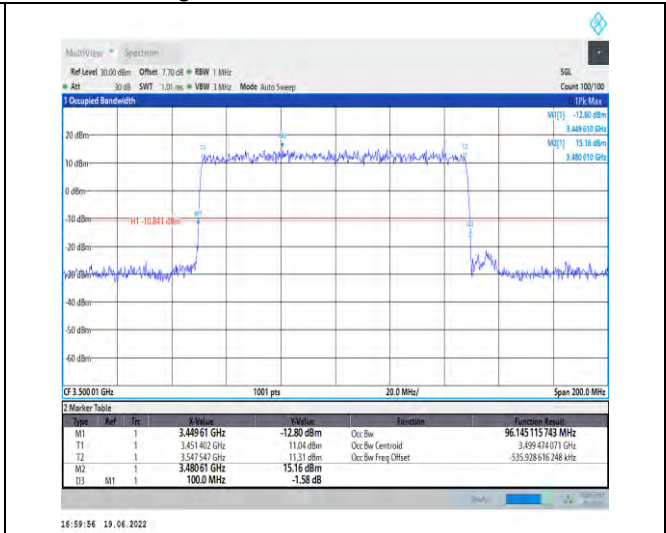 MultiView Spectrum
Ref Level 30.00 dBm Offset 7.70 dB RBW 1 MHz SGL
Att 30 dB SWT 1.01 ms VBW 3 MHz Mode Auto Sweep Count 100/100
1 Occupied Bandwidth 1Pk Max
M1[1] -12.80 dBm
3.449 610 GHz
M2[1] 15.16 dBm
3.480 610 GHz
20 dBm
10 dBm
0 dBm
-10 dBm
H1 -10.841 dBm
-20 dBm
-30 dBm
-40 dBm
-50 dBm
-60 dBm
T1
M2
T2
M1
D3
CF 3.500 01 GHz 1001 pts 20.0 MHz/ Span 200.0 MHz
2 Marker Table
Type Ref Trc X-Value Y-Value Function Function Result
M1 1 3.449 61 GHz -12.80 dBm Occ Bw 96.145 115 743 MHz
T1 1 3.451 402 GHz 11.04 dBm Occ Bw Centroid 3.499 474 071 GHz
T2 1 3.547 547 GHz 11.31 dBm Occ Bw Freq Offset -535.928 616 248 kHz
M2 1 3.480 61 GHz 15.16 dBm
D3 M1 1 100.0 MHz -1.58 dB
16:59:56 19.06.2022